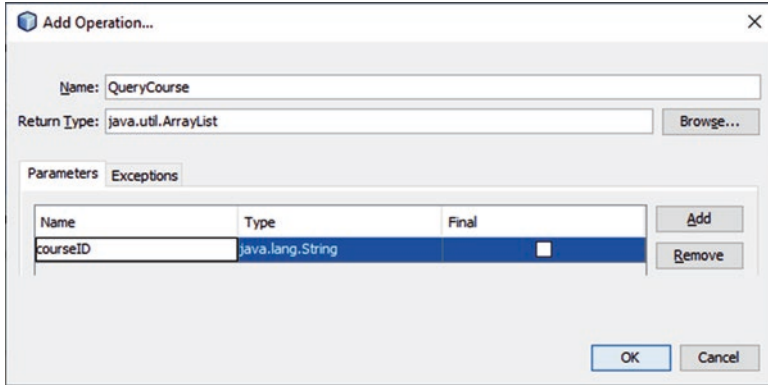 Add Operation...
Name: QueryCourse
Return Type: java.util.ArrayList Browse...
Parameters Exceptions
Name Type Final Add
courseID java.lang.String Remove
OK Cancel